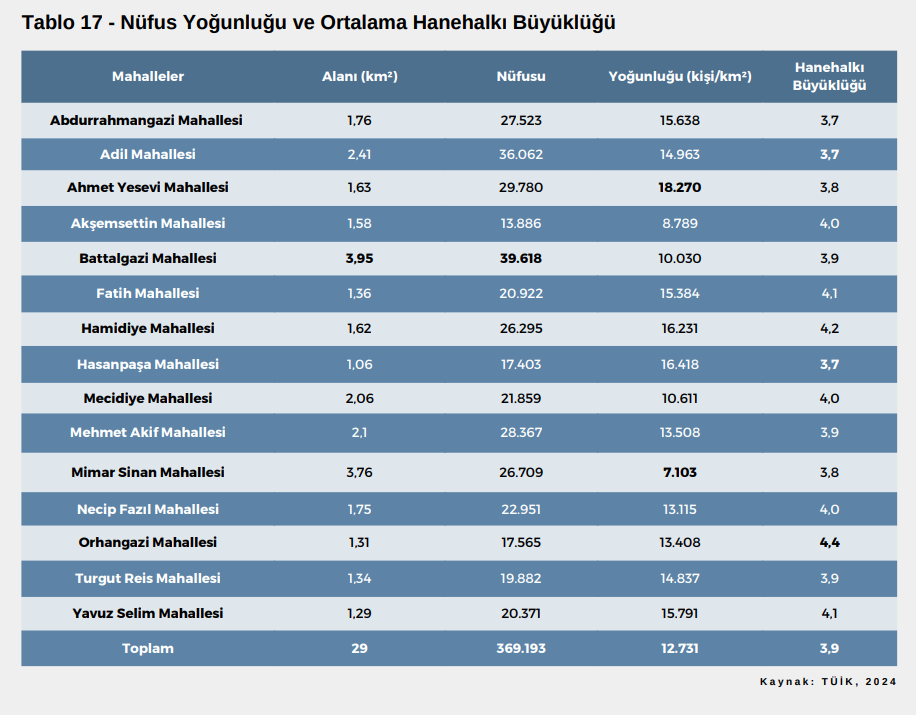 Tablo 17 - Nüfus Yoğunluğu ve Ortalama Hanehalkı Büyüklüğü
Mahalleler Alanı (km²) Nüfusu Yoğunluğu (kişi/km²) Hanehalkı Büyüklüğü
Abdurrahmangazi Mahallesi 1,76 27.523 15.638 3,7
Adil Mahallesi 2,41 36.062 14.963 3,7
Ahmet Yesevi Mahallesi 1,63 29.780 18.270 3,8
Akşemsettin Mahallesi 1,58 13.886 8.789 4,0
Battalgazi Mahallesi 3,95 39.618 10.030 3,9
Fatih Mahallesi 1,36 20.922 15.384 4,1
Hamidiye Mahallesi 1,62 26.295 16.231 4,2
Hasanpaşa Mahallesi 1,06 17.403 16.418 3,7
Mecidiye Mahallesi 2,06 21.859 10.611 4,0
Mehmet Akif Mahallesi 2,1 28.367 13.508 3,9
Mimar Sinan Mahallesi 3,76 26.709 7.103 3,8
Necip Fazıl Mahallesi 1,75 22.951 13.115 4,0
Orhangazi Mahallesi 1,31 17.565 13.408 4,4
Turgut Reis Mahallesi 1,34 19.882 14.837 3,9
Yavuz Selim Mahallesi 1,29 20.371 15.791 4,1
Toplam 29 369.193 12.731 3,9
Kaynak: TÜİK, 2024